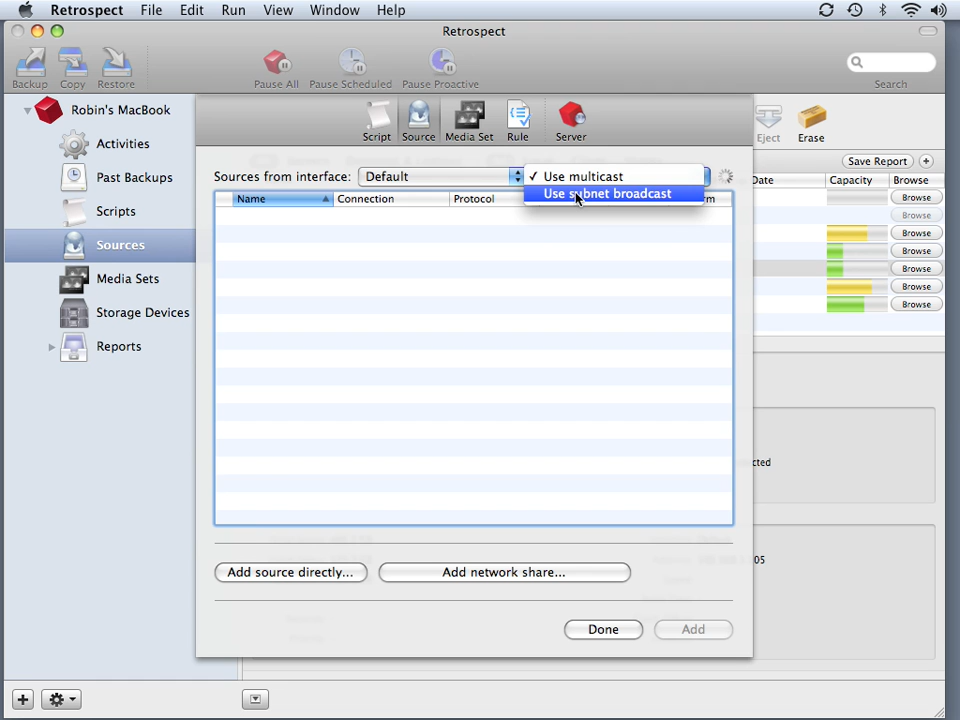 Retrospect File Edit Run View Window Help
Retrospect
Backup Copy Restore Pause All Pause Scheduled Pause Proactive Search
Robin's MacBook
Activities
Past Backups
Scripts
Sources
Media Sets
Storage Devices
Reports
Script Source Media Set Rule Server
Eject Erase
Save Report
Sources from interface: Default
✓ Use multicast
Use subnet broadcast
Name Connection Protocol rm
Date Capacity Browse
Browse
Browse
Browse
Browse
Browse
Browse
Browse
cted
05
Add source directly... Add network share...
Done Add